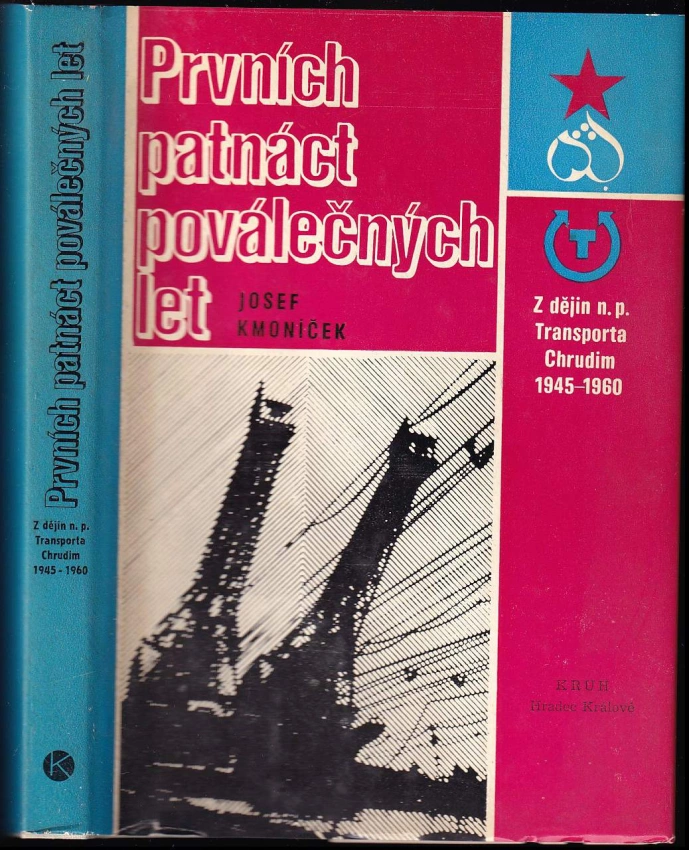 Prvních patnáct poválečných let
Z dějin n. p.
Transporta
Chrudim
1945 - 1960
K
Prvních
patnáct
poválečných
let
JOSEF
KMONÍČEK
T
Z dějin n. p.
Transporta
Chrudim
1945–1960
KRUH
Hradec Králové